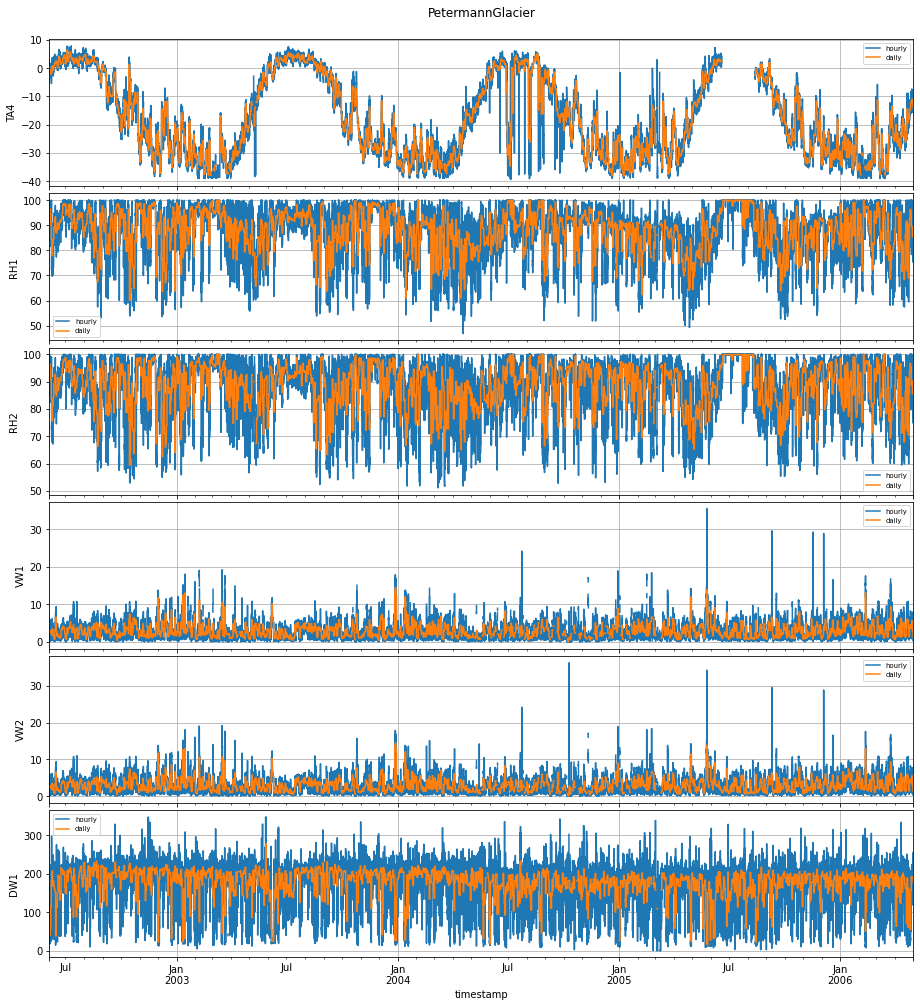 PetermannGlacier
10
0
−10
−20
−30
−40
TA4
hourly
daily
100
90
80
70
60
50
RH1
hourly
daily
100
90
80
70
60
50
RH2
hourly
daily
30
20
10
0
VW1
hourly
daily
30
20
10
0
VW2
hourly
daily
300
200
100
0
DW1
hourly
daily
Jul Jan Jul Jan Jul Jan Jul Jan
2003 2004 2005 2006
timestamp